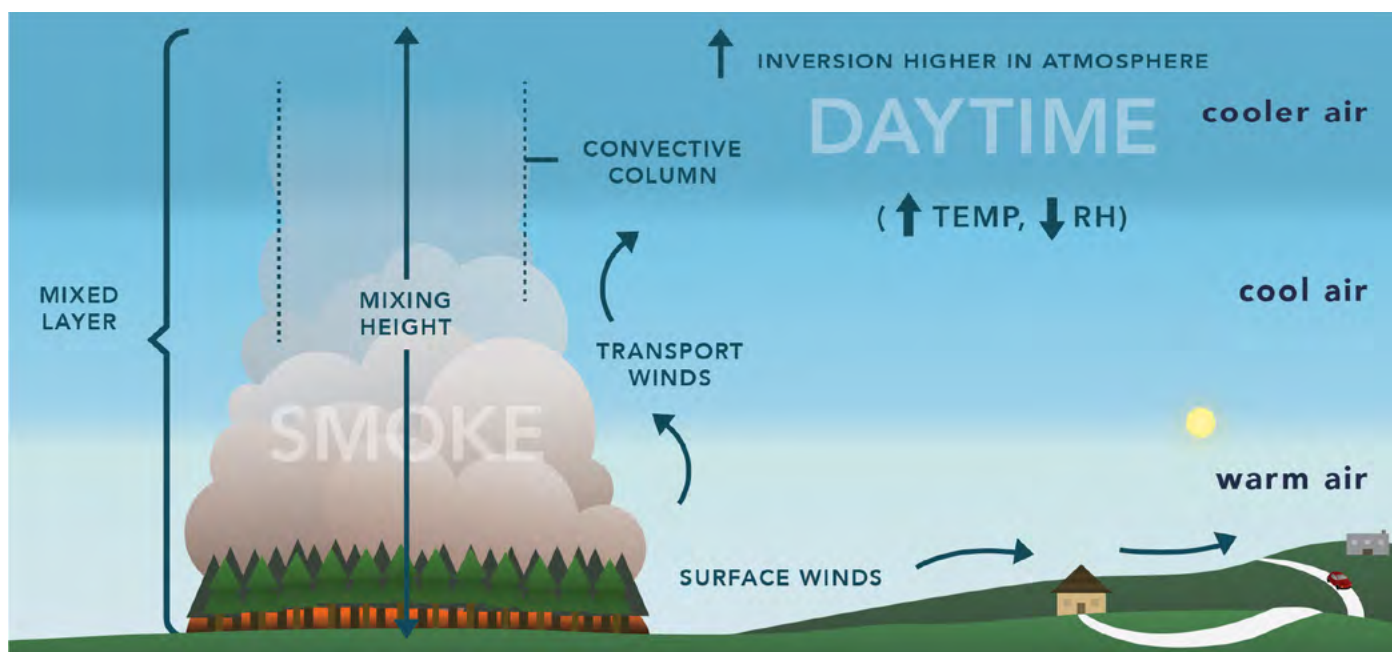 INVERSION HIGHER IN ATMOSPHERE
DAYTIME
cooler air
(↑ TEMP, ↓ RH)
CONVECTIVE
COLUMN
MIXED
LAYER
MIXING
HEIGHT
cool air
TRANSPORT
WINDS
SMOKE
warm air
SURFACE WINDS